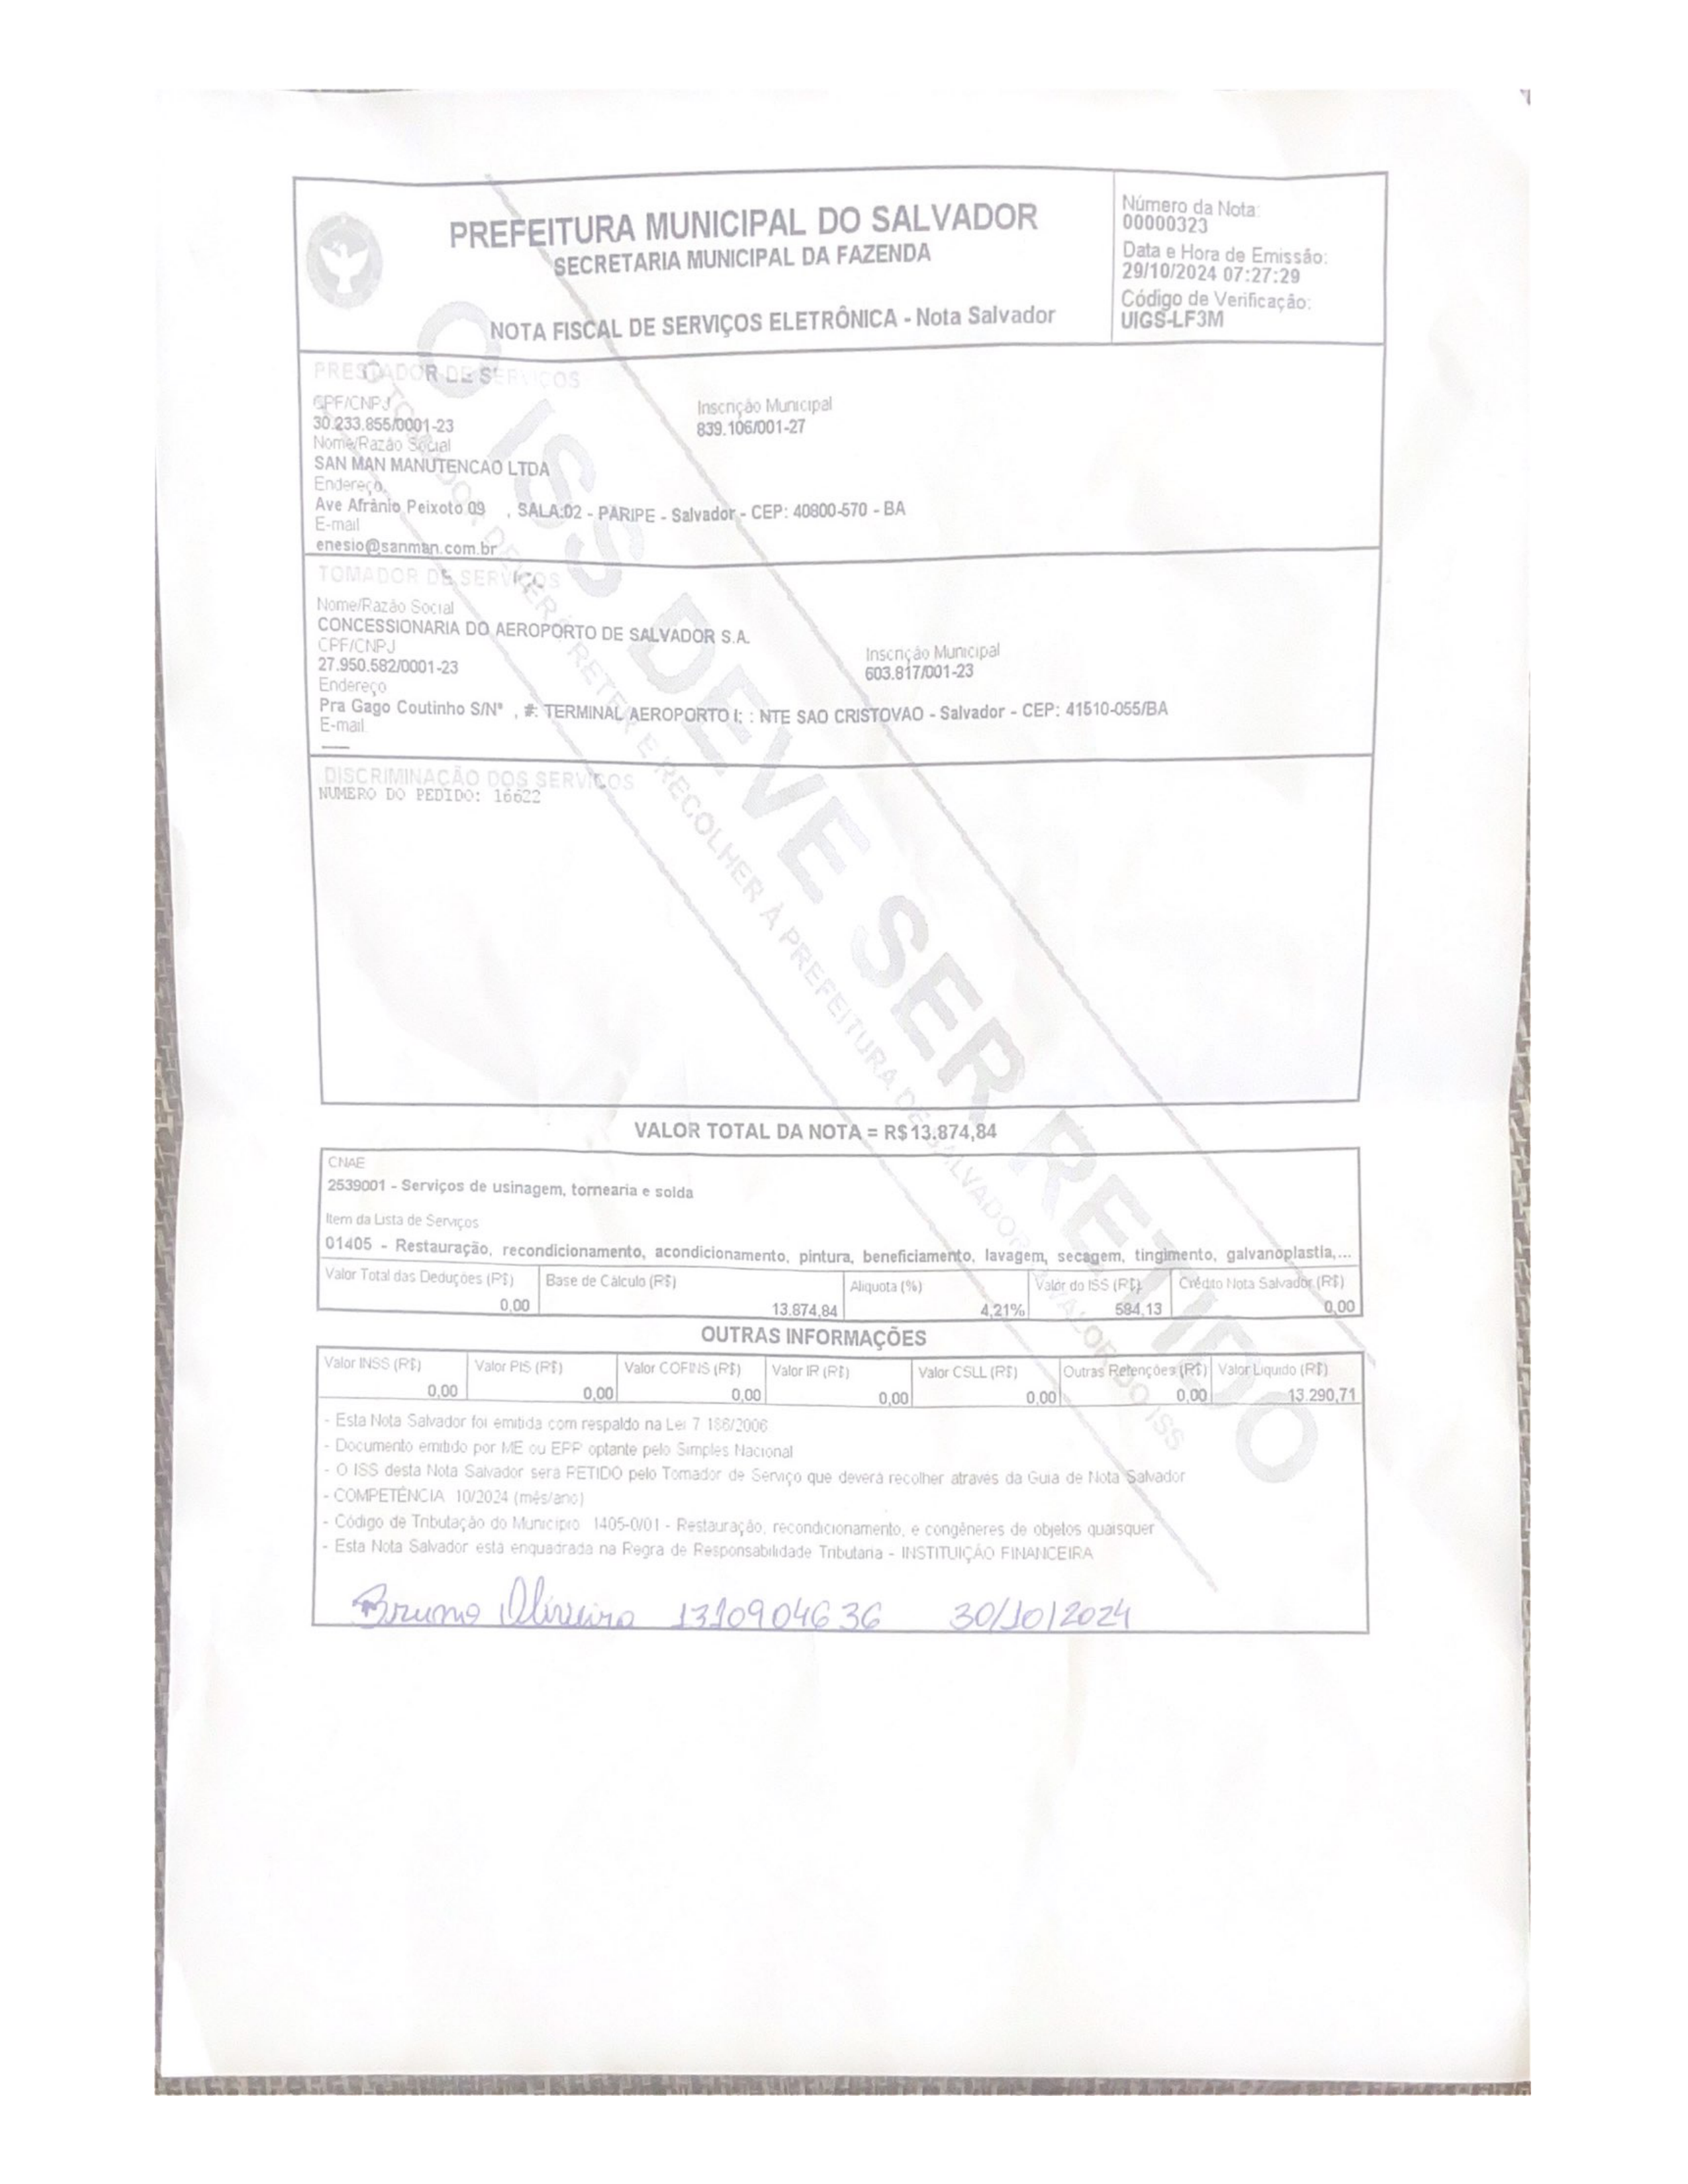 PREFEITURA MUNICIPAL DO SALVADOR
SECRETARIA MUNICIPAL DA FAZENDA
NOTA FISCAL DE SERVIÇOS ELETRÔNICA - Nota Salvador
Número da Nota:
00000323
Data e Hora de Emissão:
29/10/2024 07:27:29
Código de Verificação:
UIGS-LF3M
PRESTADOR DE SERVIÇOS
CPF/CNPJ
30.233.855/0001-23
Inscrição Municipal
839.106/001-27
Nome/Razão Social
SAN MAN MANUTENCAO LTDA
Endereço
Ave Afrânio Peixoto 09 , SALA:02 - PARIPE - Salvador - CEP: 40800-570 - BA
E-mail
enesio@sanman.com.br
TOMADOR DE SERVIÇOS
Nome/Razão Social
CONCESSIONARIA DO AEROPORTO DE SALVADOR S.A.
CPF/CNPJ
27.950.582/0001-23
Inscrição Municipal
603.817/001-23
Endereço
Pra Gago Coutinho S/Nº , #: TERMINAL AEROPORTO I: : NTE SAO CRISTOVAO - Salvador - CEP: 41510-055/BA
E-mail
DISCRIMINAÇÃO DOS SERVIÇOS
NUMERO DO PEDIDO: 16622
O ISS DEVE SER RETIDO
O TOMADOR DEVERÁ RETER E RECOLHER À PREFEITURA DE SALVADOR O VALOR DO ISS
VALOR TOTAL DA NOTA = R$13.874,84
CNAE
2539001 - Serviços de usinagem, tornearia e solda
Item da Lista de Serviços
01405 - Restauração, recondicionamento, acondicionamento, pintura, beneficiamento, lavagem, secagem, tingimento, galvanoplastia,...
Valor Total das Deduções (R$) Base de Cálculo (R$) Alíquota (%) Valor do ISS (R$) Crédito Nota Salvador (R$)
0,00 13.874,84 4,21% 584,13 0,00
OUTRAS INFORMAÇÕES
Valor INSS (R$) Valor PIS (R$) Valor COFINS (R$) Valor IR (R$) Valor CSLL (R$) Outras Retenções (R$) Valor Líquido (R$)
0,00 0,00 0,00 0,00 0,00 0,00 13.290,71
- Esta Nota Salvador foi emitida com respaldo na Lei 7.186/2006
- Documento emitido por ME ou EPP optante pelo Simples Nacional
- O ISS desta Nota Salvador será RETIDO pelo Tomador de Serviço que deverá recolher através da Guia de Nota Salvador
- COMPETÊNCIA 10/2024 (mês/ano)
- Código de Tributação do Município 1405-0/01 - Restauração, recondicionamento, e congêneres de objetos quaisquer
- Esta Nota Salvador está enquadrada na Regra de Responsabilidade Tributária - INSTITUIÇÃO FINANCEIRA
Bruno Oliveira 1310904636 30/10/2024